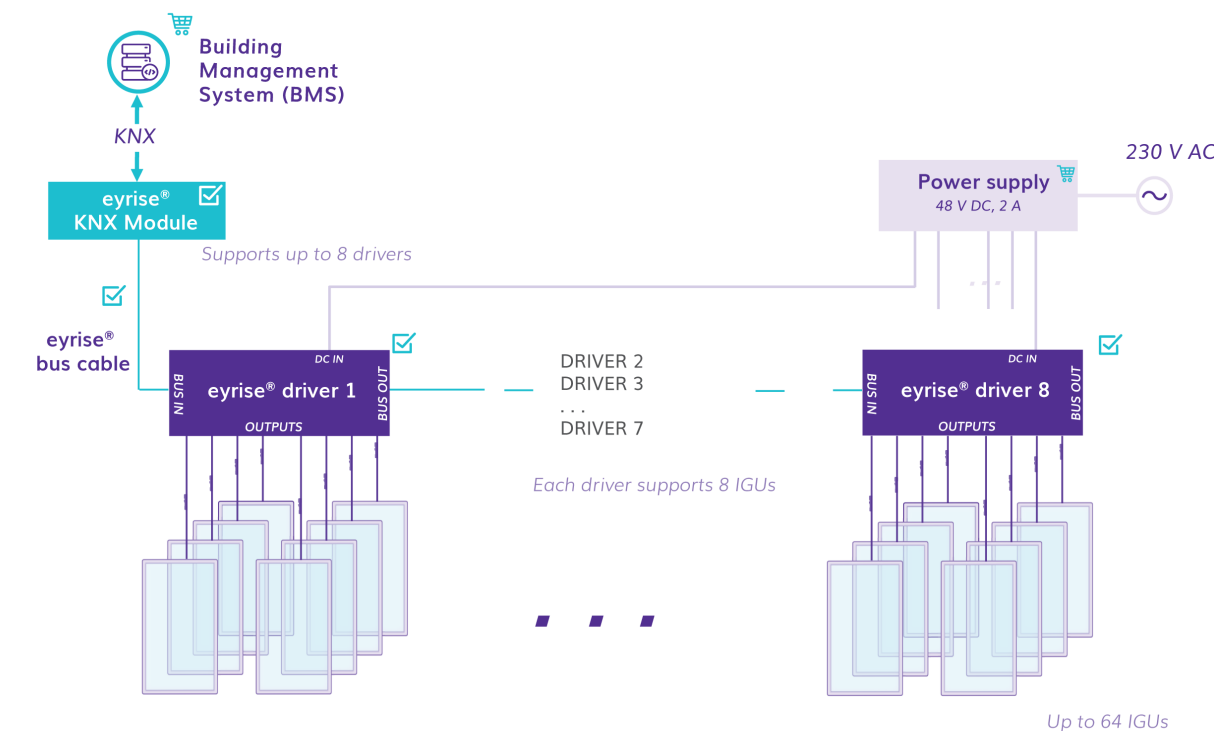 Building
Management
System (BMS)
KNX
230 V AC
eyrise®
KNX Module
Power supply
48 V DC, 2 A
Supports up to 8 drivers
...
eyrise®
bus cable
DC IN
BUS IN
eyrise® driver 1
BUS OUT
OUTPUTS
DRIVER 2
DRIVER 3
...
DRIVER 7
DC IN
BUS IN
eyrise® driver 8
BUS OUT
OUTPUTS
Each driver supports 8 IGUs
Up to 64 IGUs